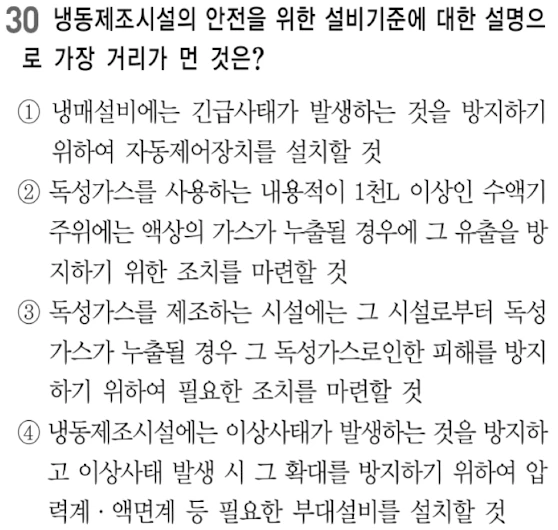 30 냉동제조시설의 안전을 위한 설비기준에 대한 설명으
로 가장 거리가 먼 것은?
① 냉매설비에는 긴급사태가 발생하는 것을 방지하기
위하여 자동제어장치를 설치할 것
② 독성가스를 사용하는 내용적이 1천L 이상인 수액기
주위에는 액상의 가스가 누출될 경우에 그 유출을 방
지하기 위한 조치를 마련할 것
③ 독성가스를 제조하는 시설에는 그 시설로부터 독성
가스가 누출될 경우 그 독성가스로인한 피해를 방지
하기 위하여 필요한 조치를 마련할 것
④ 냉동제조시설에는 이상사태가 발생하는 것을 방지하
고 이상사태 발생 시 그 확대를 방지하기 위하여 압
력계·액면계 등 필요한 부대설비를 설치할 것